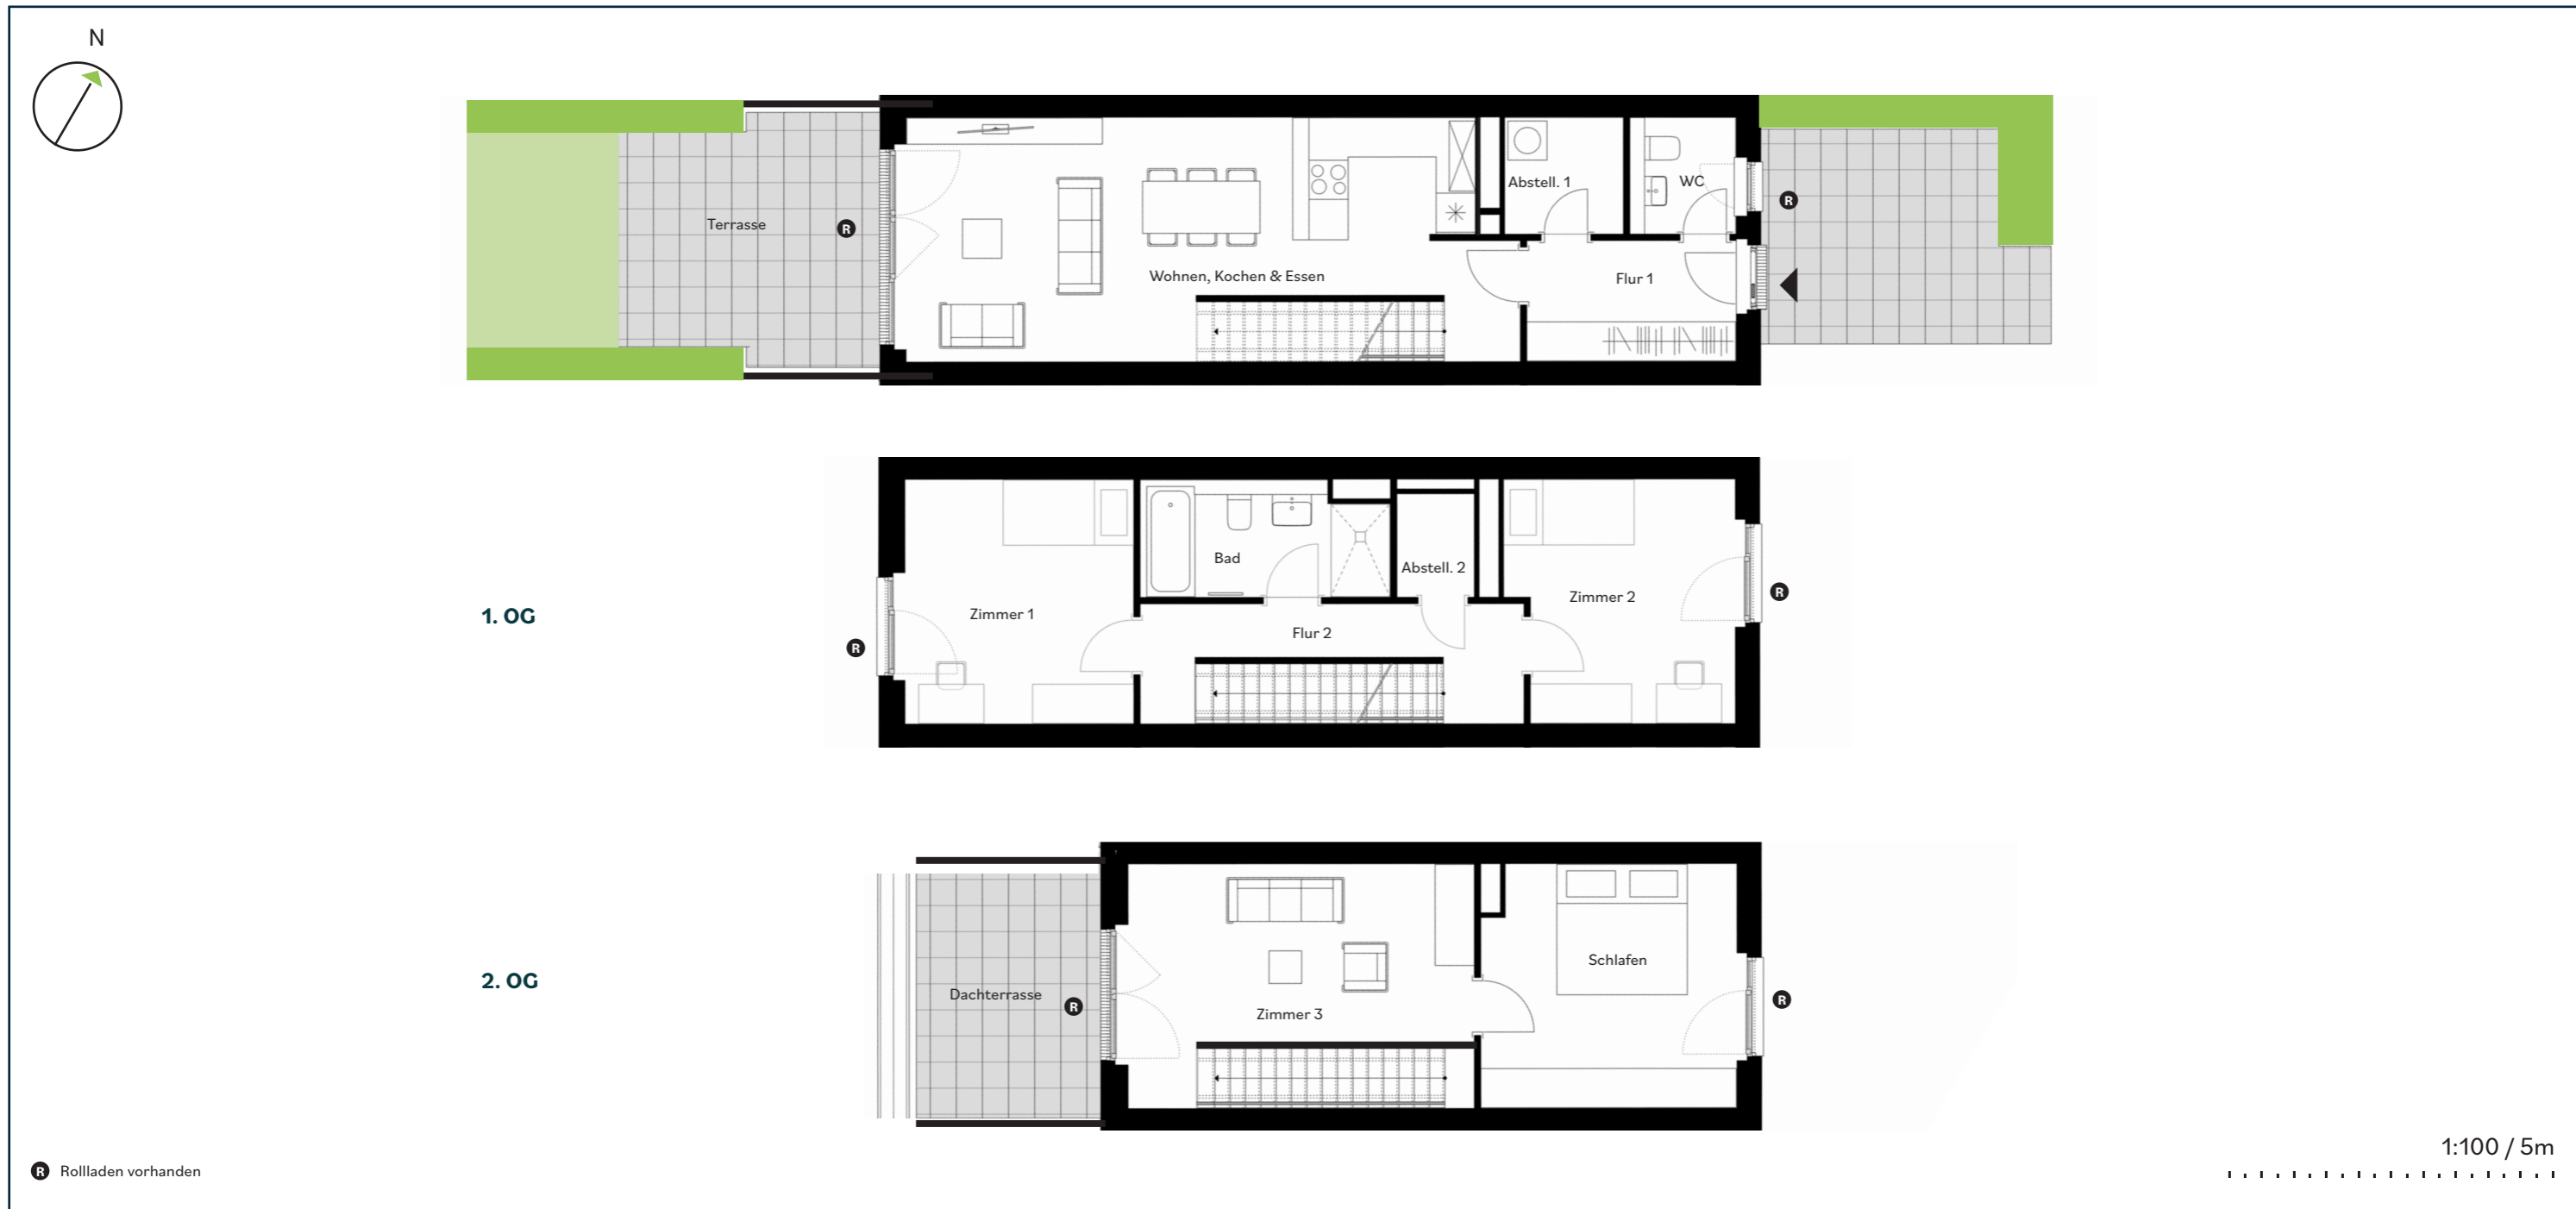 N
Terrasse
R
Wohnen, Kochen & Essen
Abstell. 1
WC
Flur 1
R
1. OG
R
Zimmer 1
Bad
Flur 2
Abstell. 2
Zimmer 2
R
2. OG
Dachterrasse
R
Zimmer 3
Schlafen
R
R Rollladen vorhanden
1:100 / 5m